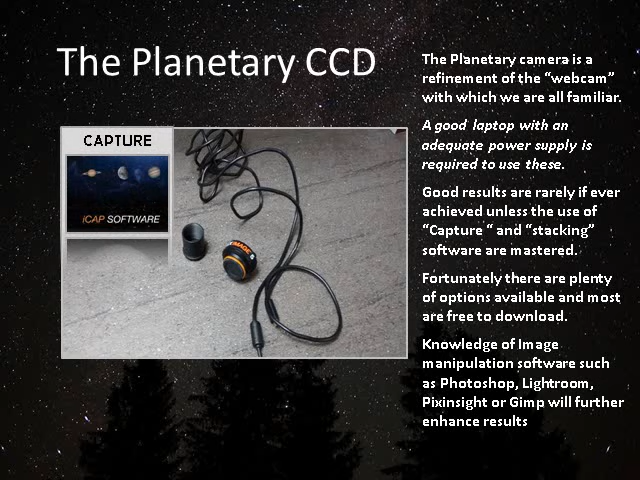 The Planetary CCD
The Planetary camera is a
refinement of the “webcam”
with which we are all familiar.
A good laptop with an
adequate power supply is
required to use these.
Good results are rarely if ever
achieved unless the use of
“Capture “ and “stacking”
software are mastered.
Fortunately there are plenty
of options available and most
are free to download.
Knowledge of Image
manipulation software such
as Photoshop, Lightroom,
Pixinsight or Gimp will further
enhance results
CAPTURE
iCAP SOFTWARE